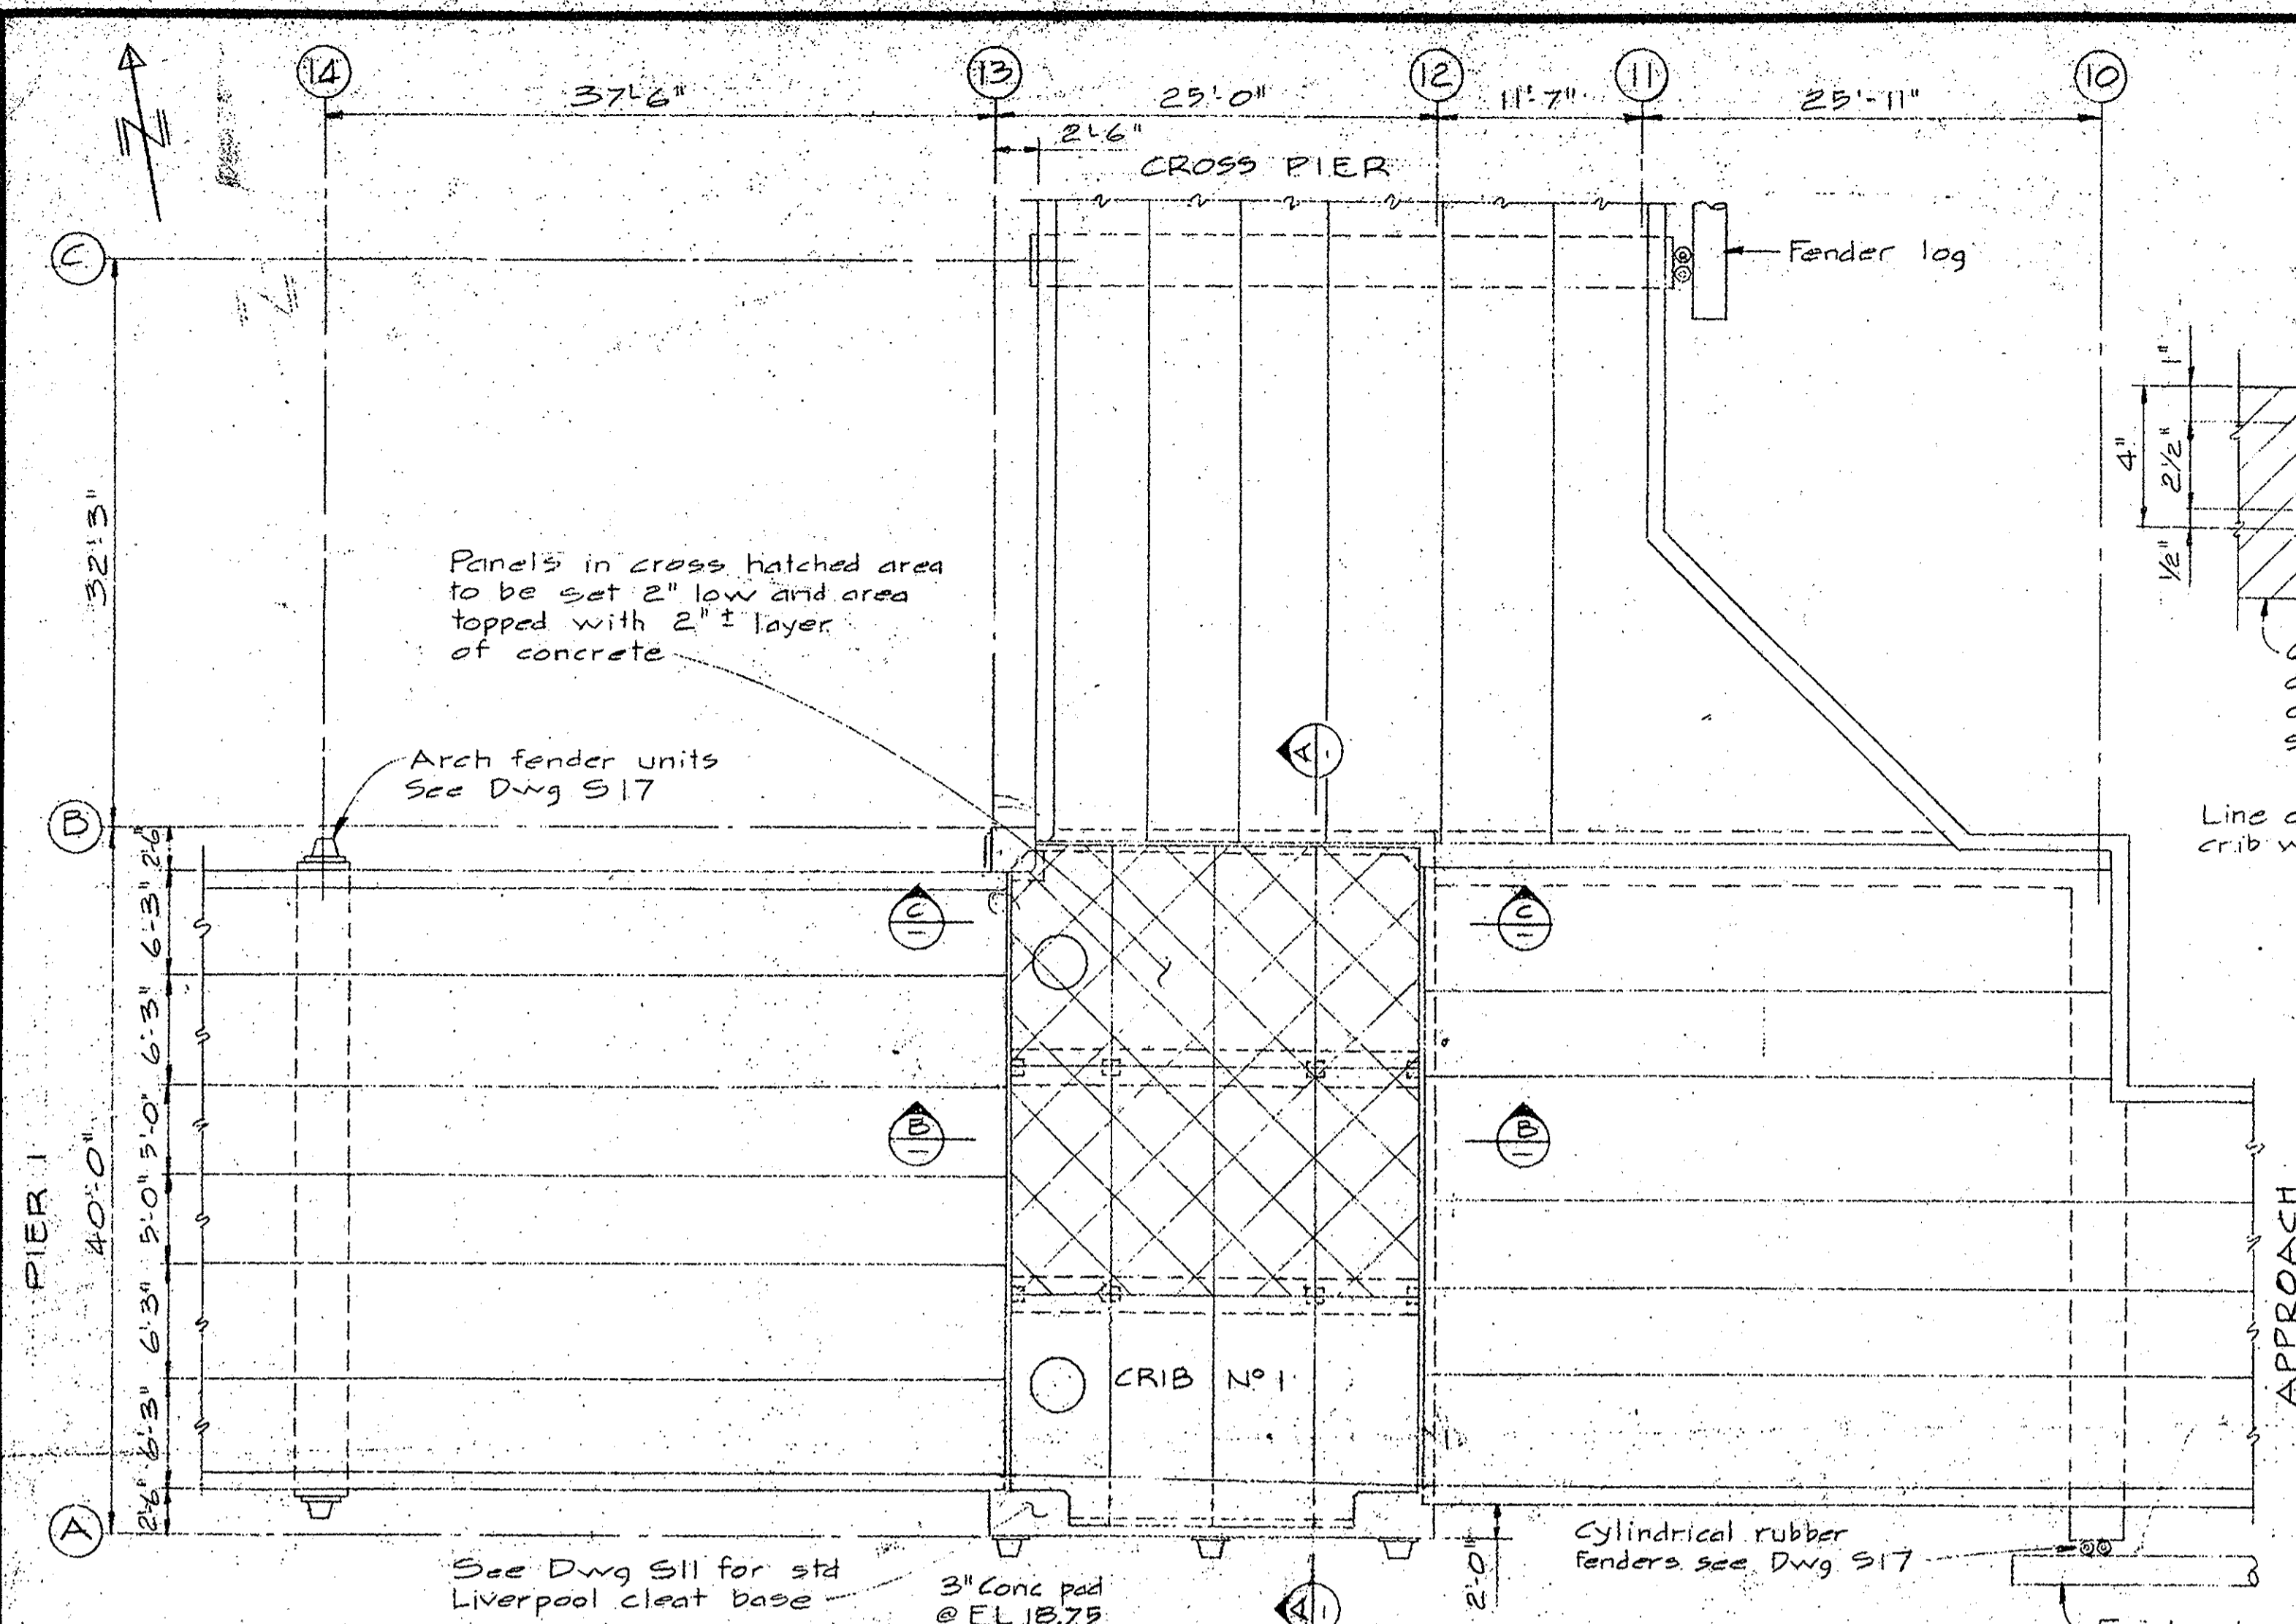 14
13
12
11
10
37'-6"
25'-0"
11'-7"
25'-11"
2'-6"
CROSS PIER
N
C
Fender log
1"
4"
2½"
½"
32'-3"
Panels in cross hatched area
to be set 2" low and area
topped with 2" ± layer
of concrete
A
Arch fender units
See Dwg S17
B
Line
crib
2'-6"
6'-3"
6'-3"
5'-0"
5'-0"
6'-3"
6'-3"
2'-6"
40'-0"
PIER 1
C
C
B
B
APPROACH
CRIB Nº 1
A
See Dwg S11 for std
Liverpool cleat base
3" Conc pad
@ EL 18.75
A
2'-0"
Cylindrical rubber
fenders see Dwg S17